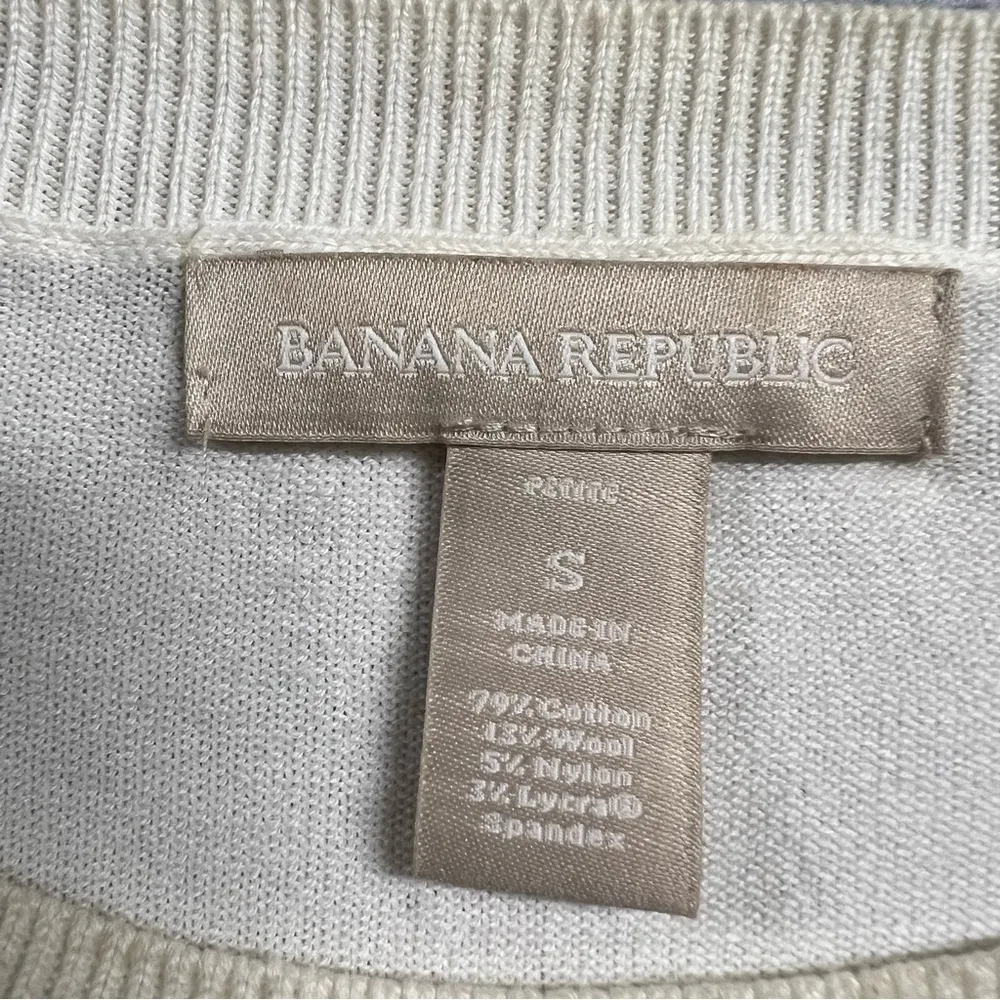 BANANA REPUBLIC
PETITE
S
MADE IN
CHINA
79% Cotton
13% Wool
5% Nylon
3% Lycra®
Spandex